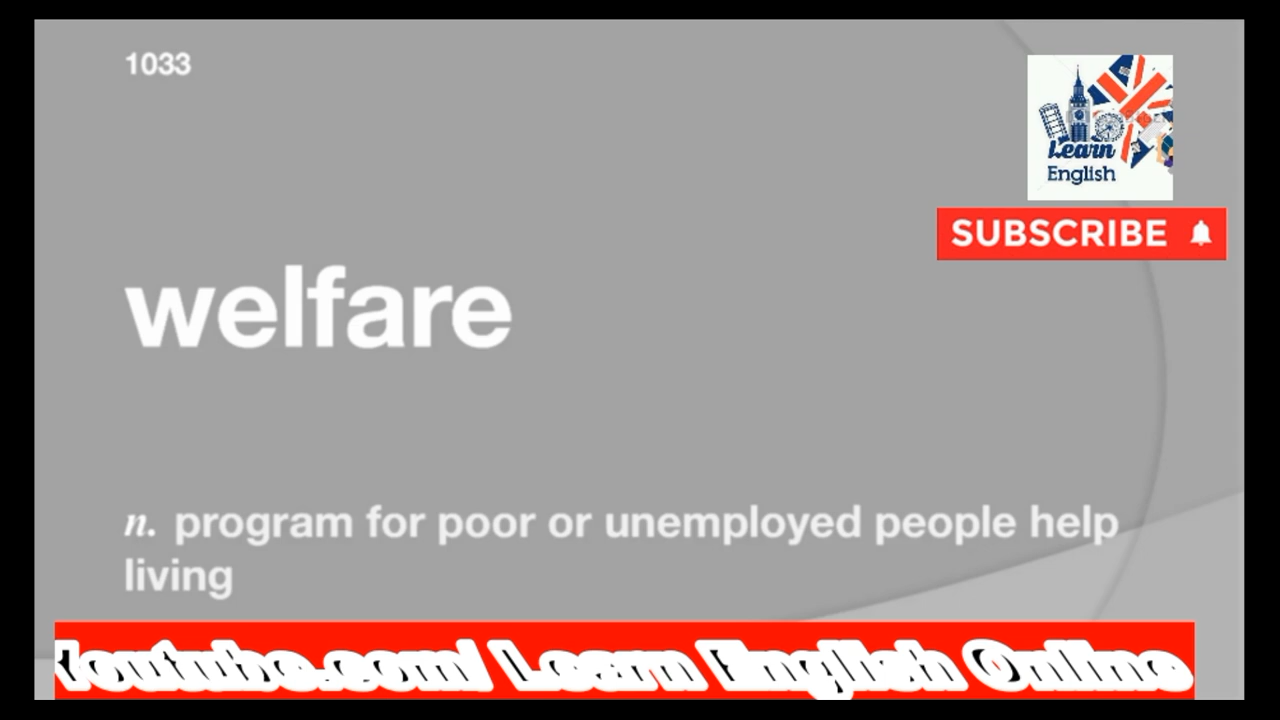 1033
Learn
English
SUBSCRIBE
welfare
n. program for poor or unemployed people help
living
Youtube.com/ Learn English Online